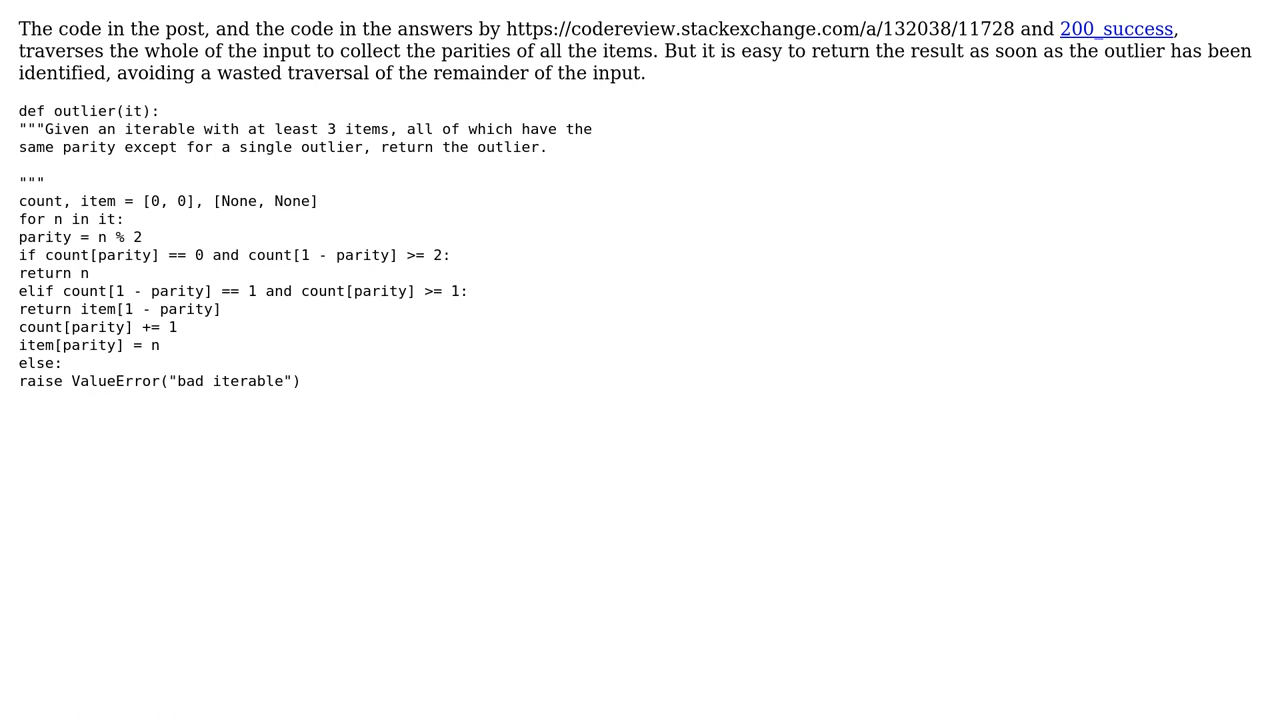 The code in the post, and the code in the answers by https://codereview.stackexchange.com/a/132038/11728 and 200_success,
traverses the whole of the input to collect the parities of all the items. But it is easy to return the result as soon as the outlier has been
identified, avoiding a wasted traversal of the remainder of the input.
def outlier(it):
"""Given an iterable with at least 3 items, all of which have the
same parity except for a single outlier, return the outlier.
"""
count, item = [0, 0], [None, None]
for n in it:
parity = n % 2
if count[parity] == 0 and count[1 - parity] >= 2:
return n
elif count[1 - parity] == 1 and count[parity] >= 1:
return item[1 - parity]
count[parity] += 1
item[parity] = n
else:
raise ValueError("bad iterable")